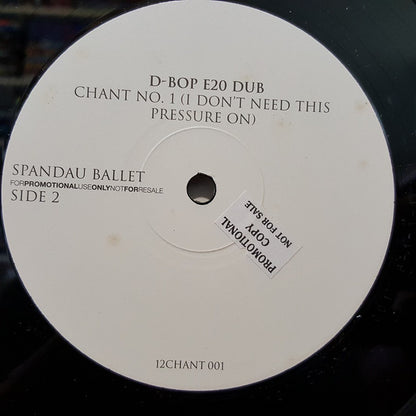 D-BOP E20 DUB
CHANT NO. 1 (I DON'T NEED THIS
PRESSURE ON)
SPANDAU BALLET
FORPROMOTIONALUSEONLYNOTFORRESALE
SIDE 2
PROMOTIONAL
COPY
NOT FOR SALE
12CHANT 001